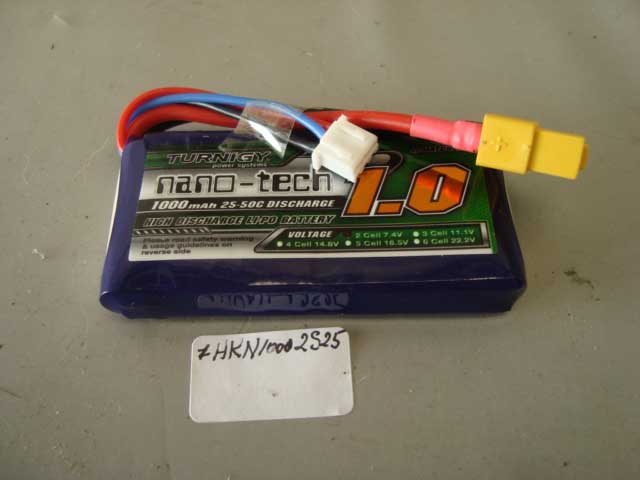 TURNIGY
power systems
nano-tech
1.0
1000mAh 25-50C DISCHARGE
HIGH DISCHARGE LI-PO BATTERY
Please read safety warning
& usage guidelines on
reverse side
VOLTAGE 2 Cell 7.4V 3 Cell 11.1V
4 Cell 14.8V 5 Cell 18.5V 6 Cell 22.2V
ZHKN10002S25